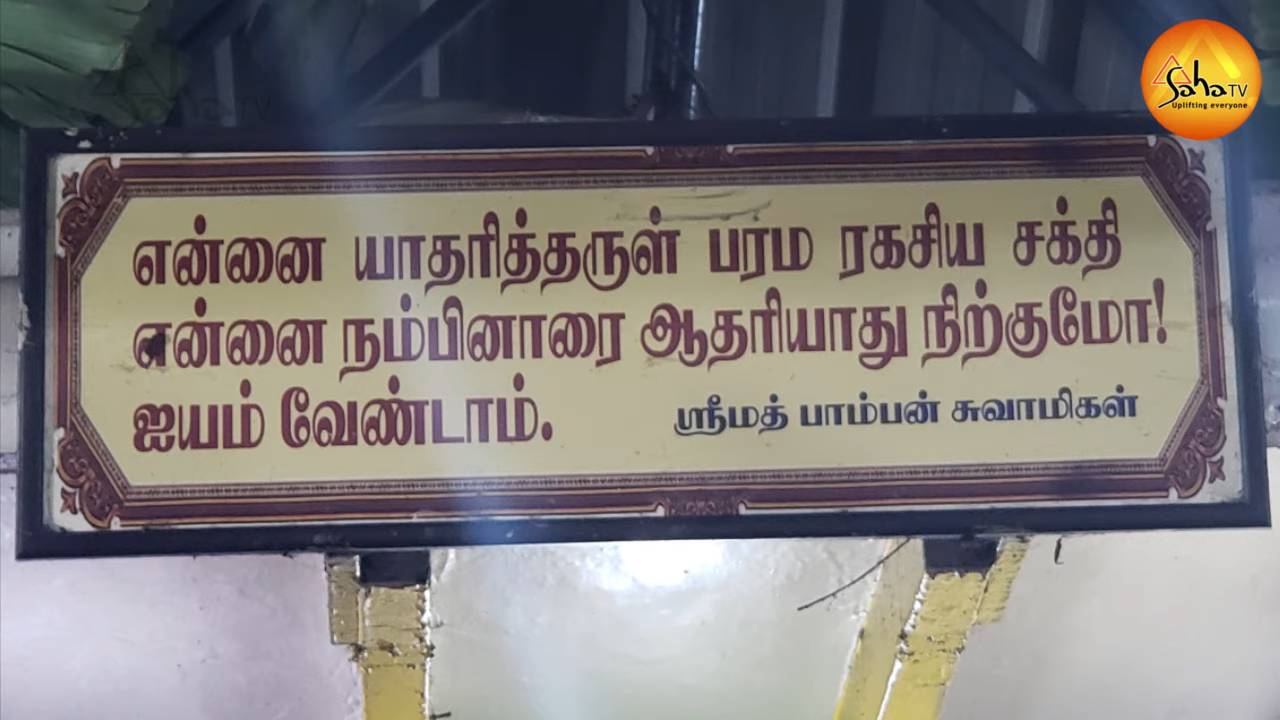 Saha TV
Uplifting everyone
என்னை யாதரித்தருள் பரம ரகசிய சக்தி
என்னை நம்பினாரை ஆதரியாது நிற்குமோ!
ஐயம் வேண்டாம்.
ஸ்ரீமத் பாம்பன் சுவாமிகள்